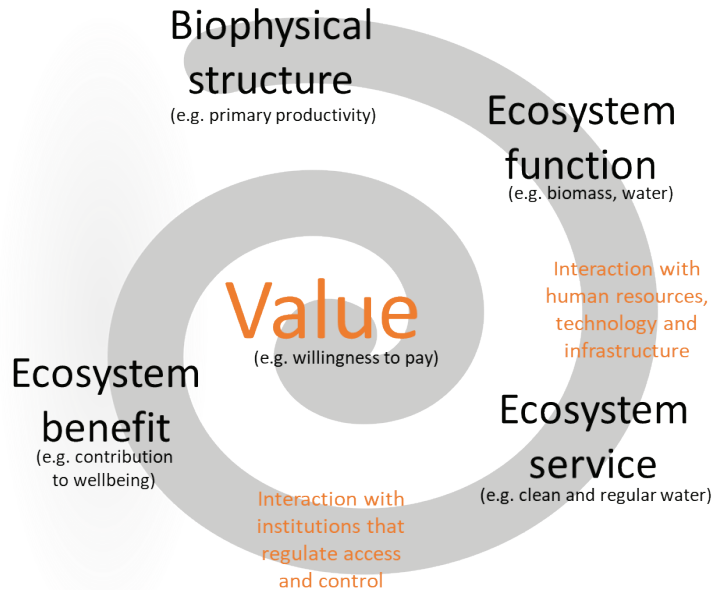 Biophysical
structure
(e.g. primary productivity)
Ecosystem
function
(e.g. biomass, water)
Interaction with
human resources,
technology and
infrastructure
Ecosystem
service
(e.g. clean and regular water)
Interaction with
institutions that
regulate access
and control
Ecosystem
benefit
(e.g. contribution
to wellbeing)
Value
(e.g. willingness to pay)